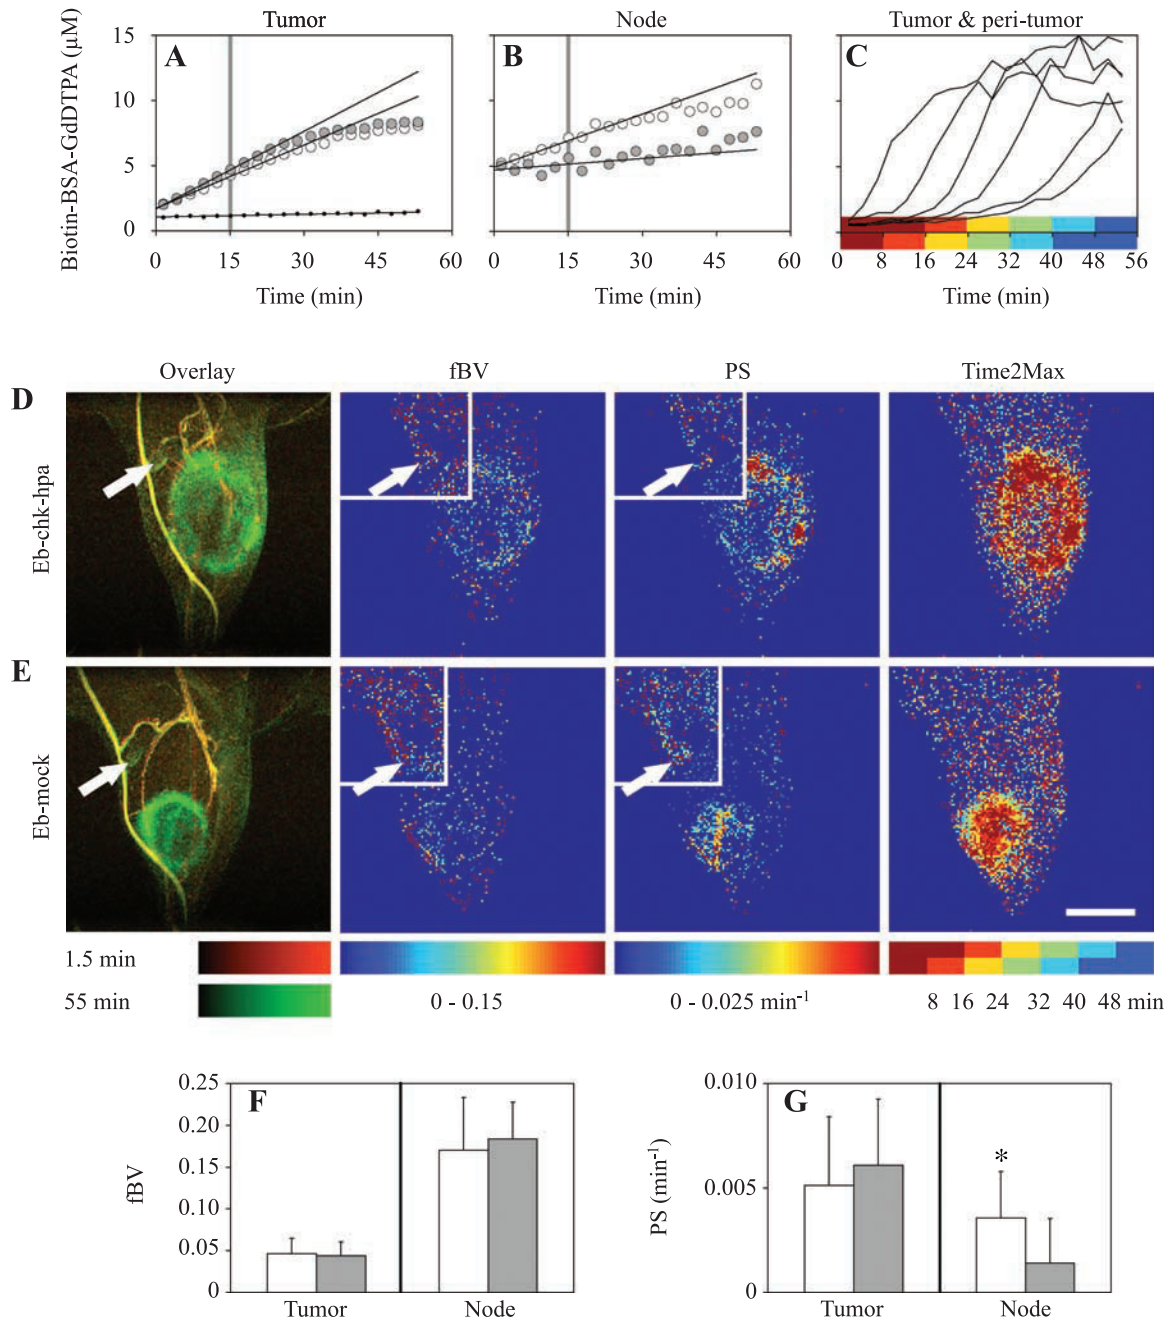 Tumor
Node
Tumor & peri-tumor
Biotin-BSA-GdDTPA (μM)
15
10
5
0
A
B
C
0 15 30 45 60
0 15 30 45 60
0 8 16 24 32 40 48 56
Time (min)
Time (min)
Time (min)
Overlay
fBV
PS
Time2Max
D
Eb-chk-hpa
E
Eb-mock
1.5 min
55 min
0 - 0.15
0 - 0.025 min⁻¹
8 16 24 32 40 48 min
F
fBV
0.25
0.20
0.15
0.10
0.05
0
Tumor
Node
G
PS (min⁻¹)
0.010
0.005
0
*
Tumor
Node